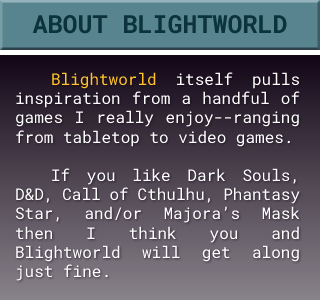 ABOUT BLIGHTWORLD
Blightworld itself pulls
inspiration from a handful of
games I really enjoy--ranging
from tabletop to video games.
If you like Dark Souls,
D&D, Call of Cthulhu, Phantasy
Star, and/or Majora's Mask
then I think you and
Blightworld will get along
just fine.